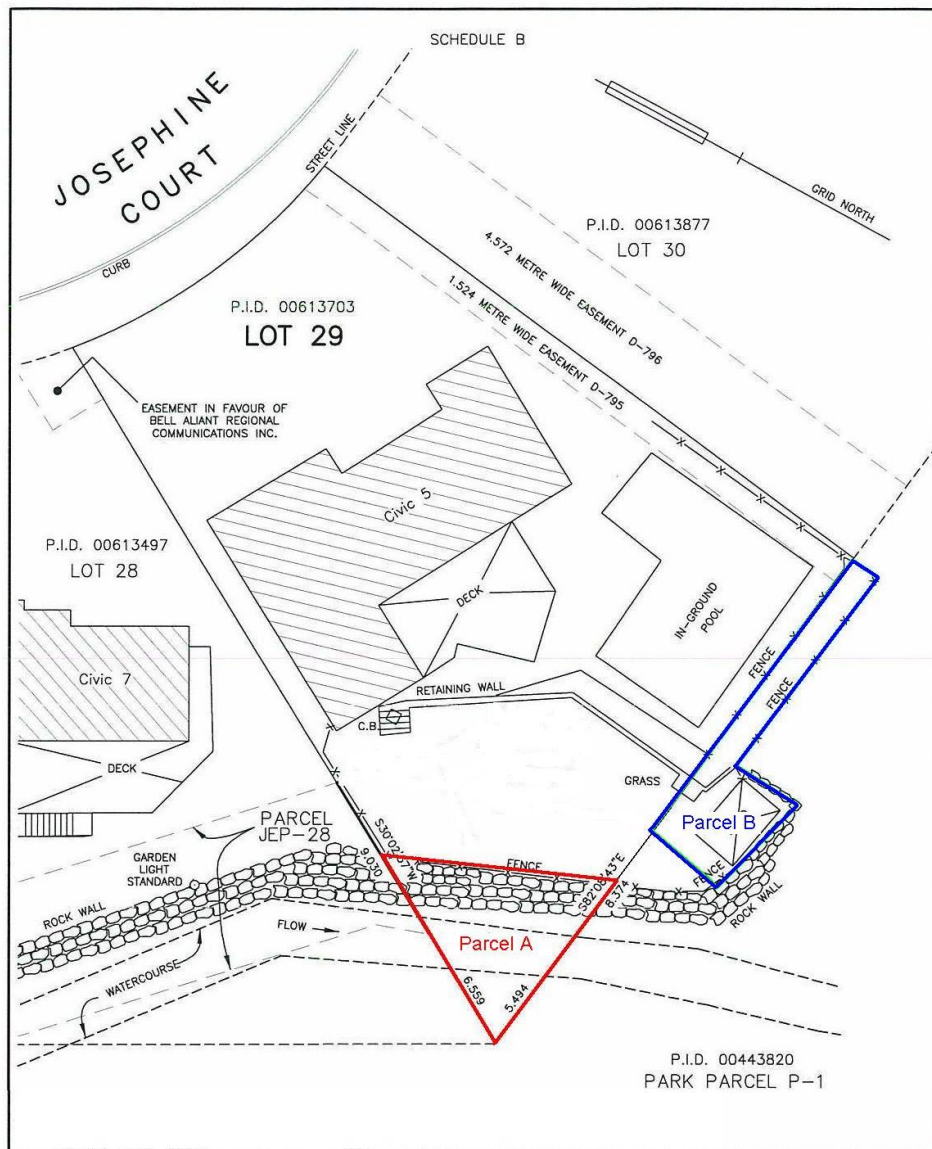 SCHEDULE B
JOSEPHINE
COURT
STREET LINE
CURB
GRID NORTH
P.I.D. 00613877
LOT 30
4.572 METRE WIDE EASEMENT D-796
1.524 METRE WIDE EASEMENT D-795
P.I.D. 00613703
LOT 29
EASEMENT IN FAVOUR OF
BELL ALIANT REGIONAL
COMMUNICATIONS INC.
Civic 5
P.I.D. 00613497
LOT 28
DECK
IN-GROUND
POOL
Civic 7
FENCE
FENCE
RETAINING WALL
C.B.
DECK
GRASS
PARCEL
JEP-28
Parcel B
GARDEN
LIGHT
STANDARD
9.030
FENCE
8.374
FENCE
ROCK WALL
ROCK WALL
FLOW
Parcel A
WATERCOURSE
6.559
5.494
P.I.D. 00443820
PARK PARCEL P-1